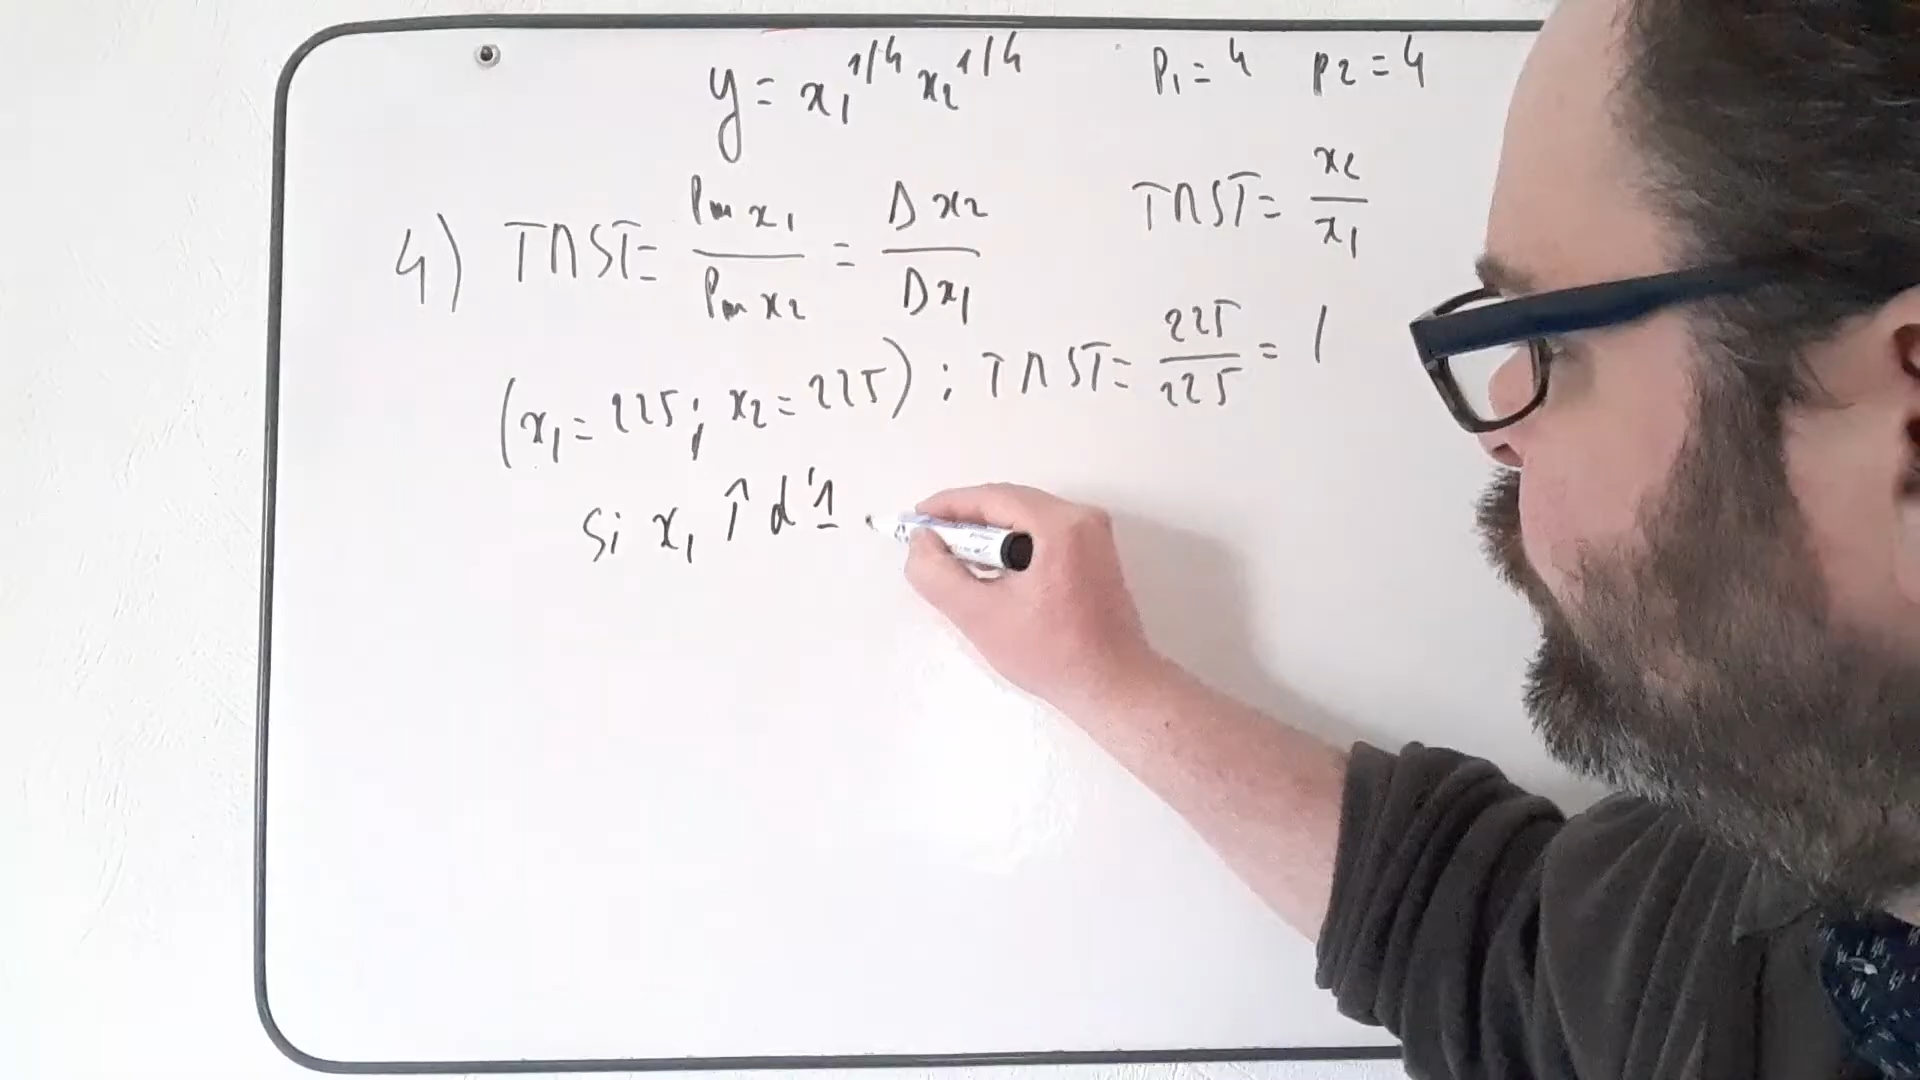 y = x₁^1/4 x₂^1/4 P₁ = 4 P2 = 4
4) TMST = Pm x₁ / Pm x₂ = Δx₂ / Δx₁ TMST = x₂ / x₁
(x₁ = 225 ; x₂ = 225) : TMST = 225 / 225 = 1
Si x₁ ↑ d'1